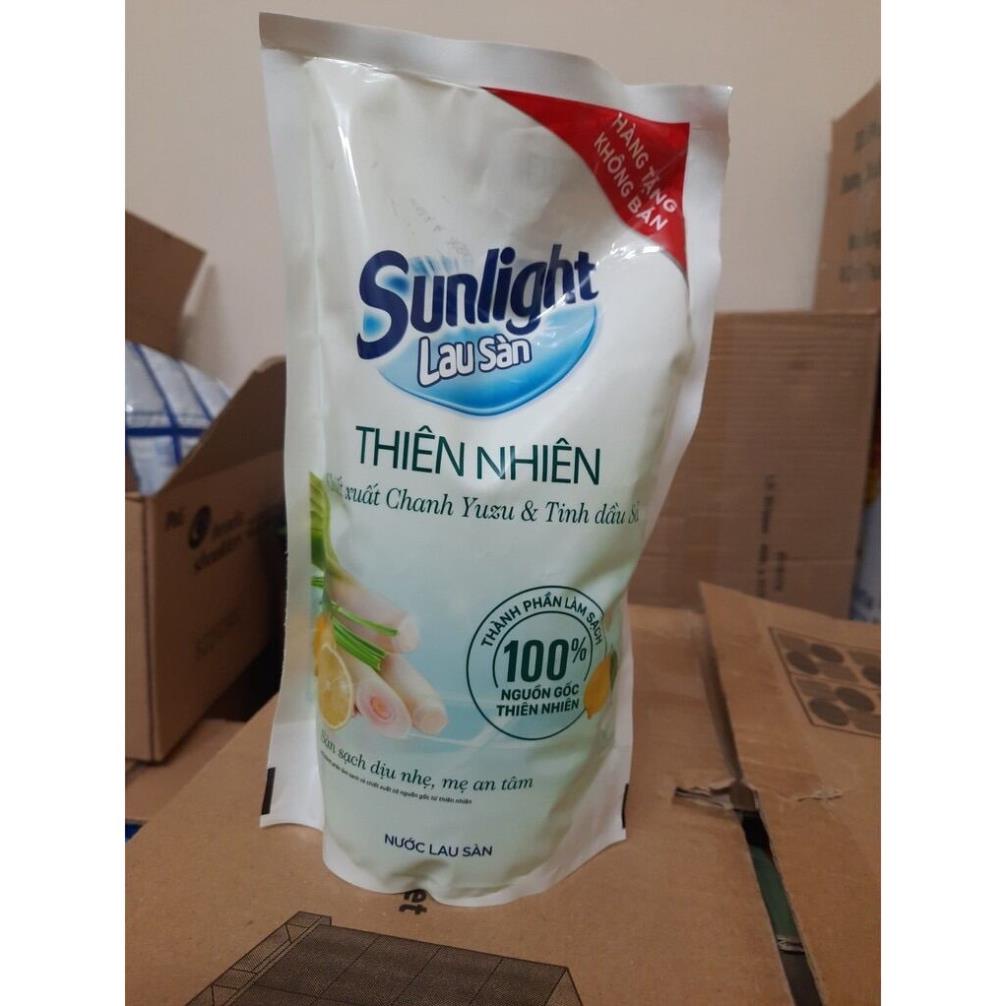 HÀNG TẶNG
KHÔNG BÁN
Sunlight
Lau Sàn
THIÊN NHIÊN
xuất Chanh Yuzu & Tinh dầu
THÀNH PHẦN LÀM SẠCH
100%
NGUỒN GỐC
THIÊN NHIÊN
sạch dịu nhẹ, mẹ an tâm
NƯỚC LAU SÀN